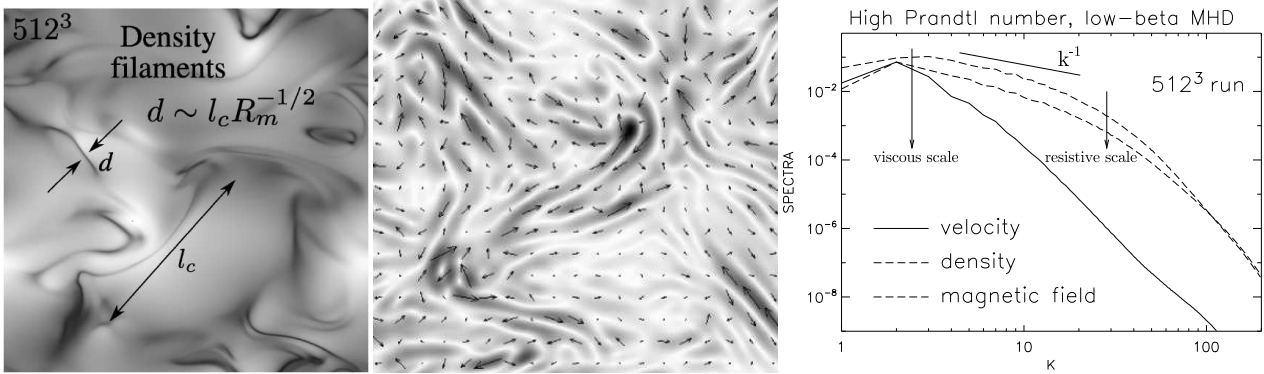 512³
Density
filaments
d ∼ l_c R_m^{-1/2}
d
l_c
High Prandtl number, low-beta MHD
k⁻¹
512³ run
10⁻²
10⁻⁴
10⁻⁶
10⁻⁸
SPECTRA
viscous scale
resistive scale
velocity
density
magnetic field
1
10
100
K